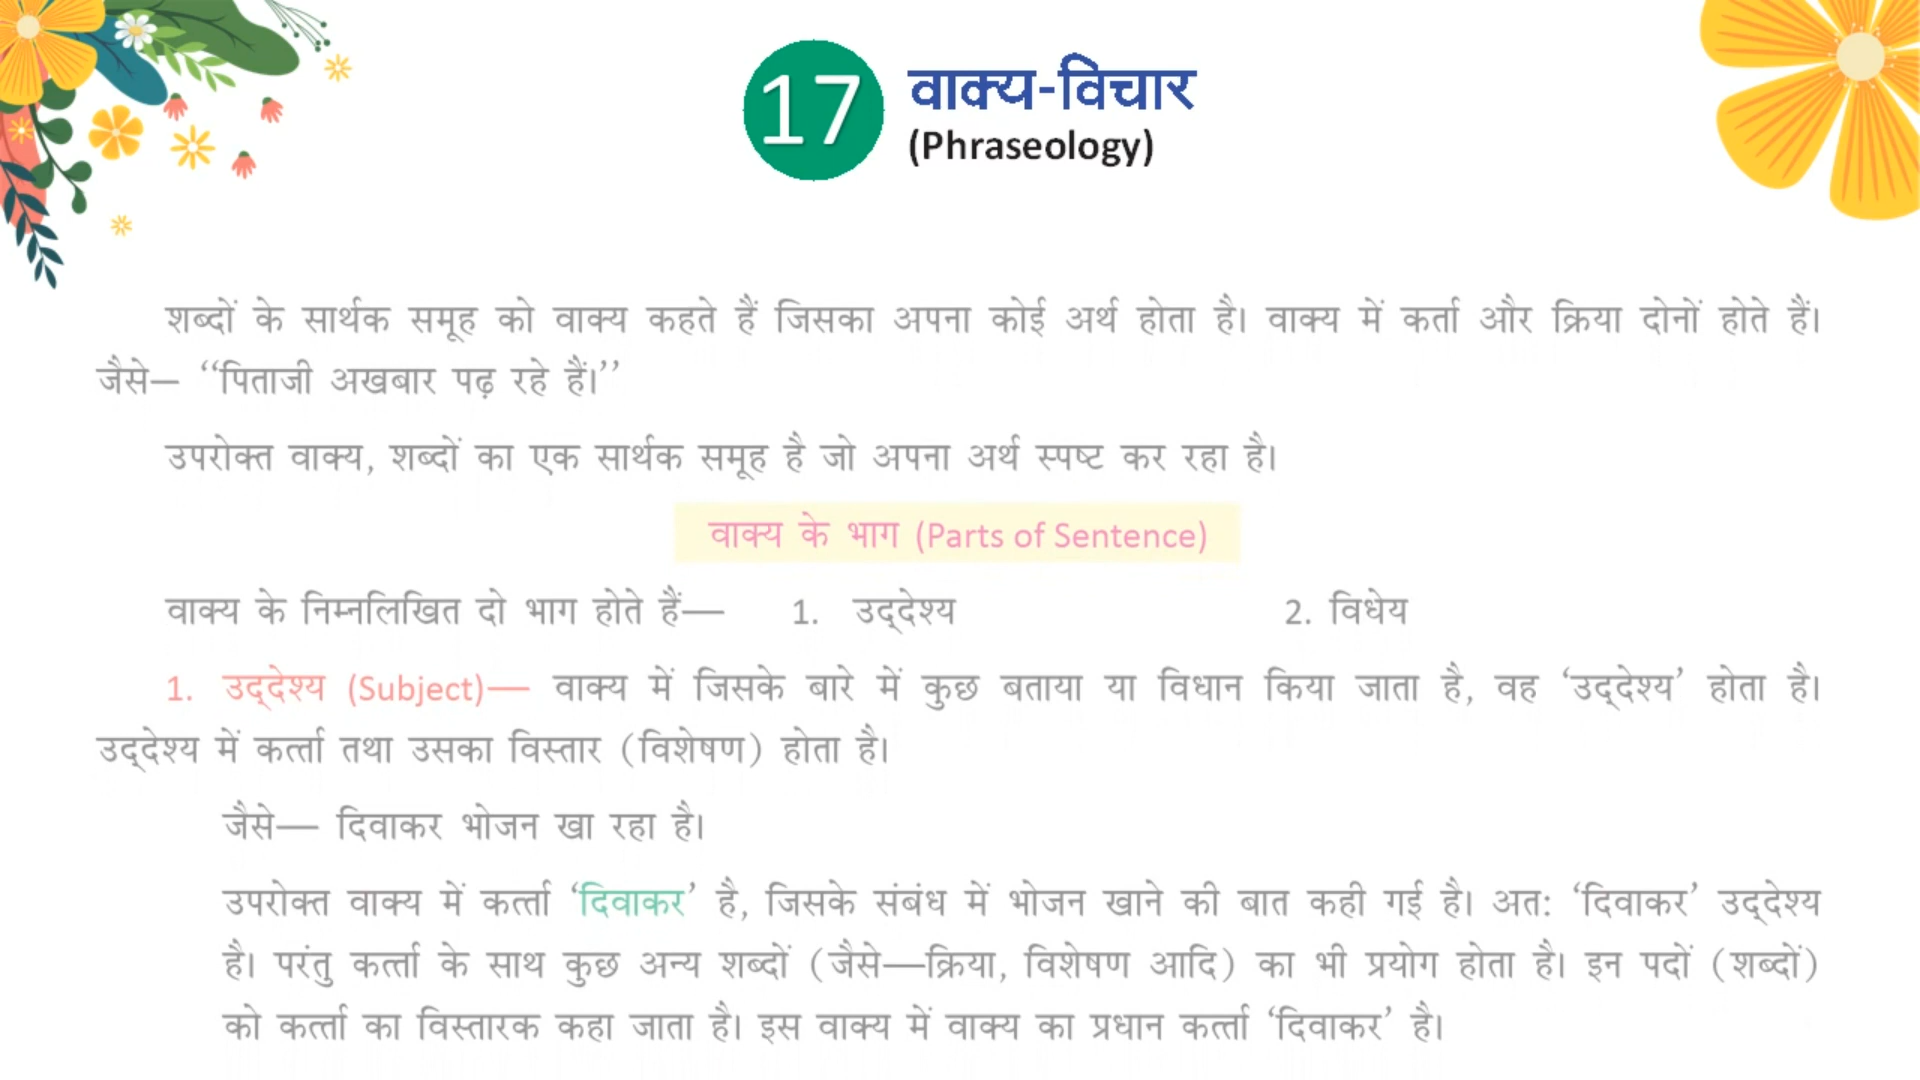 17 वाक्य-विचार
(Phraseology)
शब्दों के सार्थक समूह को वाक्य कहते हैं जिसका अपना कोई अर्थ होता है। वाक्य में कर्ता और क्रिया दोनों होते हैं।
जैसे— ‘‘पिताजी अखबार पढ़ रहे हैं।’’
उपरोक्त वाक्य, शब्दों का एक सार्थक समूह है जो अपना अर्थ स्पष्ट कर रहा है।
वाक्य के भाग (Parts of Sentence)
वाक्य के निम्नलिखित दो भाग होते हैं— 1. उद्देश्य 2. विधेय
1. उद्देश्य (Subject)— वाक्य में जिसके बारे में कुछ बताया या विधान किया जाता है, वह ‘उद्देश्य’ होता है।
उद्देश्य में कर्त्ता तथा उसका विस्तार (विशेषण) होता है।
जैसे— दिवाकर भोजन खा रहा है।
उपरोक्त वाक्य में कर्त्ता ‘दिवाकर’ है, जिसके संबंध में भोजन खाने की बात कही गई है। अत: ‘दिवाकर’ उद्देश्य
है। परंतु कर्त्ता के साथ कुछ अन्य शब्दों (जैसे—क्रिया, विशेषण आदि) का भी प्रयोग होता है। इन पदों (शब्दों)
को कर्त्ता का विस्तारक कहा जाता है। इस वाक्य में वाक्य का प्रधान कर्त्ता ‘दिवाकर’ है।